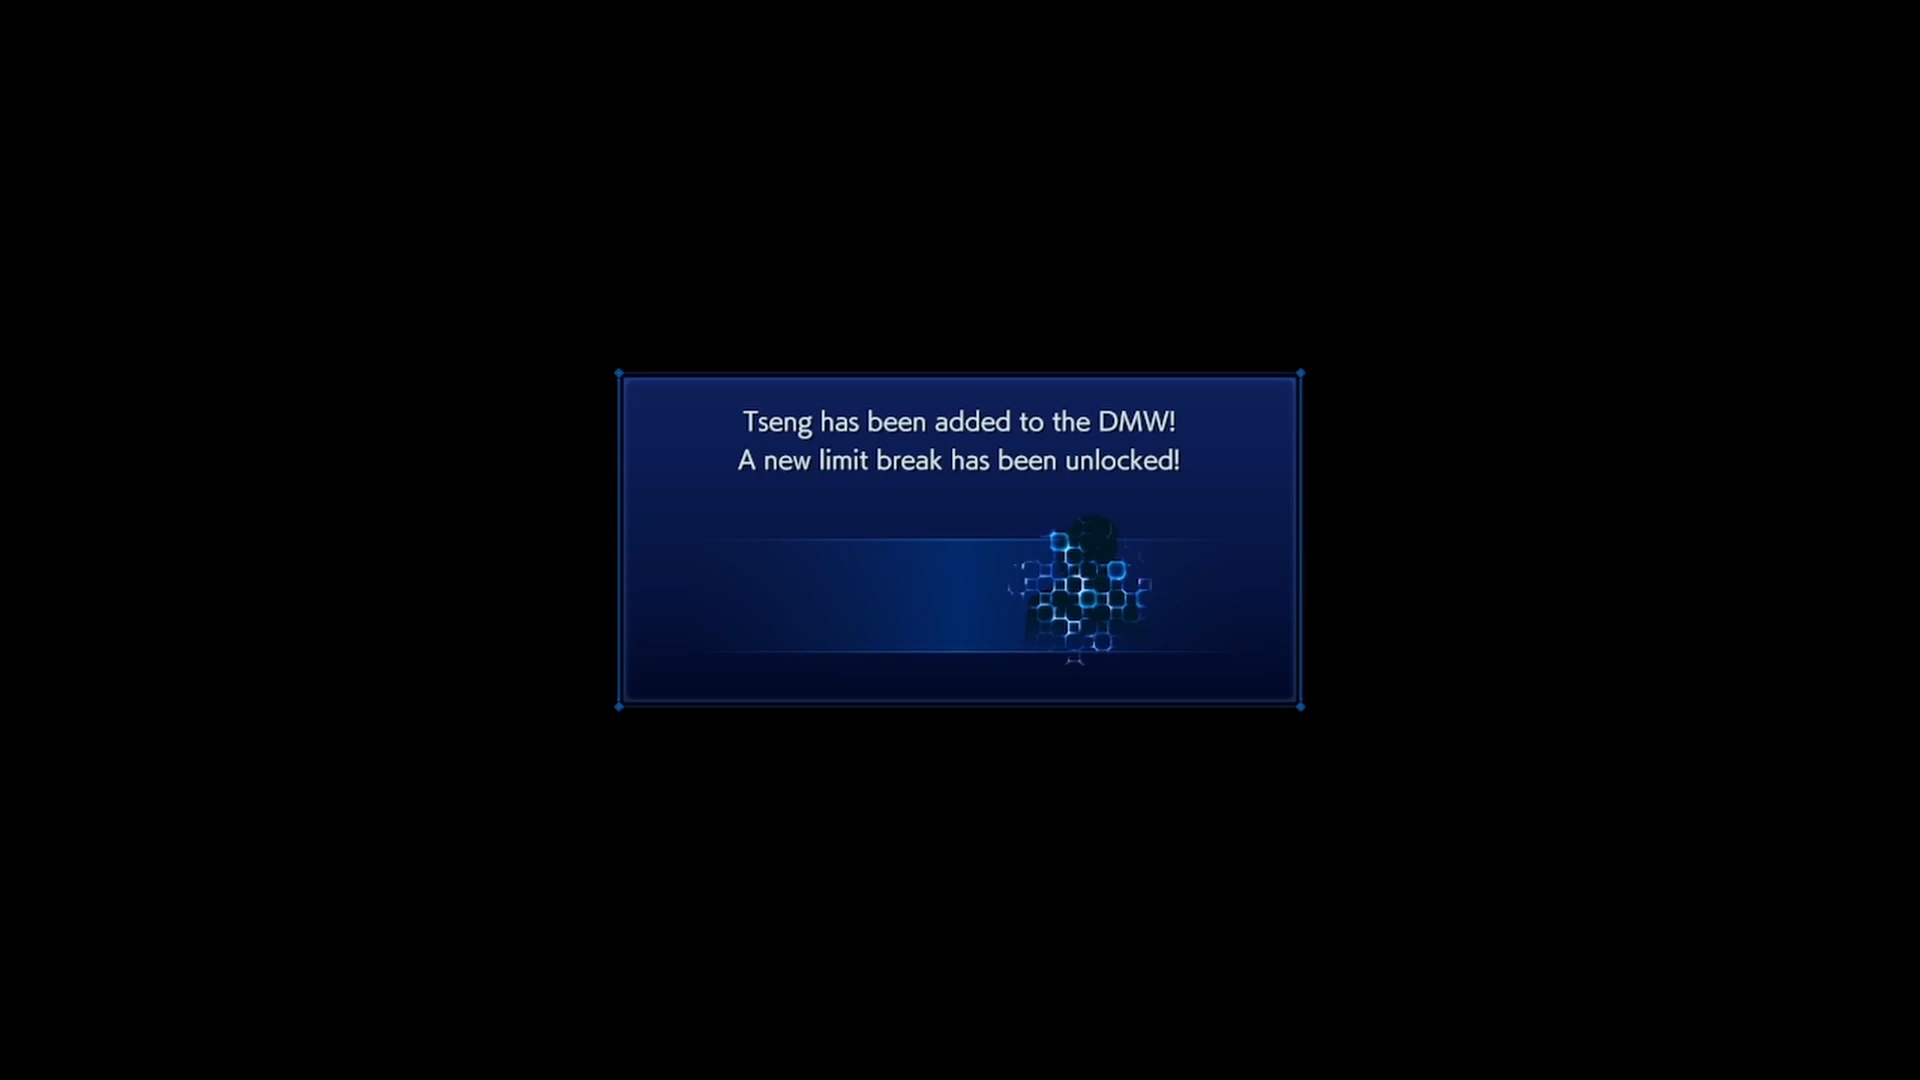 Tseng has been added to the DMW!
A new limit break has been unlocked!